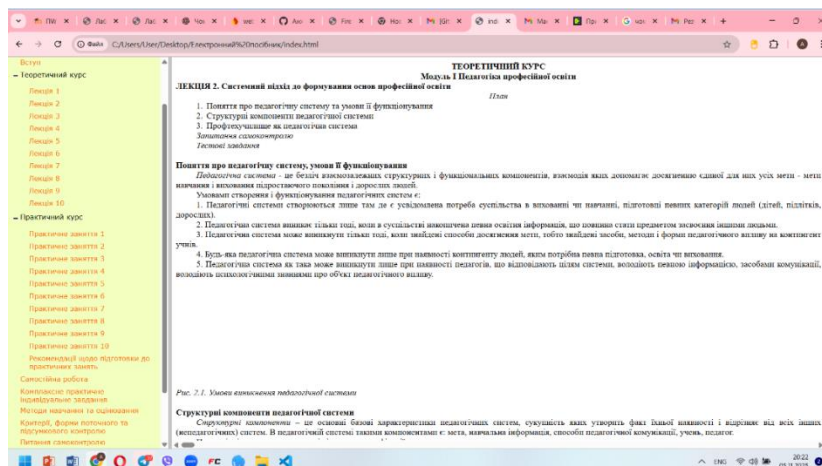 Файл C:/Users/User/Desktop/Електронний%20посібник/index.html
Вступ
Теоретичний курс
Лекція 1
Лекція 2
Лекція 3
Лекція 4
Лекція 5
Лекція 6
Лекція 7
Лекція 8
Лекція 9
Лекція 10
Практичний курс
Практичне заняття 1
Практичне заняття 2
Практичне заняття 3
Практичне заняття 4
Практичне заняття 5
Практичне заняття 6
Практичне заняття 7
Практичне заняття 8
Практичне заняття 9
Практичне заняття 10
Рекомендації щодо підготовки до
практичних занять
Самостійна робота
Комплексне практичне
індивідуальне завдання
Методи навчання та оцінювання
Критерії, форми поточного та
підсумкового контролю
Питання самоконтролю
ТЕОРЕТИЧНИЙ КУРС
Модуль I Педагогіка професійної освіти
ЛЕКЦІЯ 2. Системний підхід до формування основ професійної освіти
План
1. Поняття про педагогічну систему та умови її функціонування
2. Структурні компоненти педагогічної системи
3. Профтехучилище як педагогічна система
Запитання самоконтролю
Тестові завдання
Поняття про педагогічну систему, умови її функціонування
Педагогічна система - це безліч взаємопов'язаних структурних і функціональних компонентів, взаємодія яких допомагає досягненню єдиної для них усіх мети - мети
навчання і виховання підростаючого покоління і дорослих людей.
Умовами створення і функціонування педагогічних систем є:
1. Педагогічні системи створюються лише там де є усвідомлена потреба суспільства в вихованні чи навчанні, підготовці певних категорій людей (дітей, підлітків,
дорослих).
2. Педагогічна система виникає тільки тоді, коли в суспільстві накопичена певна освітня інформація, що повинно стати предметом засвоєння іншими людьми.
3. Педагогічна система може виникнути тільки тоді, коли знайдені способи досягнення мети, тобто знайдені засоби, методи і форми педагогічного впливу на контингент
учнів.
4. Будь-яка педагогічна система може виникнути лише при наявності контингенту людей, яким потрібна певна підготовка, освіта чи виховання.
5. Педагогічна система як така може виникнути лише при наявності педагогів, що відповідають цілям системи, володіють певною інформацією, засобами комунікації,
володіють психологічними знаннями про об'єкт педагогічного впливу.
Рис. 2.1. Умови виникнення педагогічної системи
Структурні компоненти педагогічної системи
Структурні компоненти – це основні базові характеристики педагогічних систем, сукупність яких утворить факт їхньої наявності і відрізняє від всіх інших
(непедагогічних) систем. В педагогічній системі такими компонентами є: мета, навчальна інформація, способи педагогічної комунікації, учень, педагог.
ENG
20:22